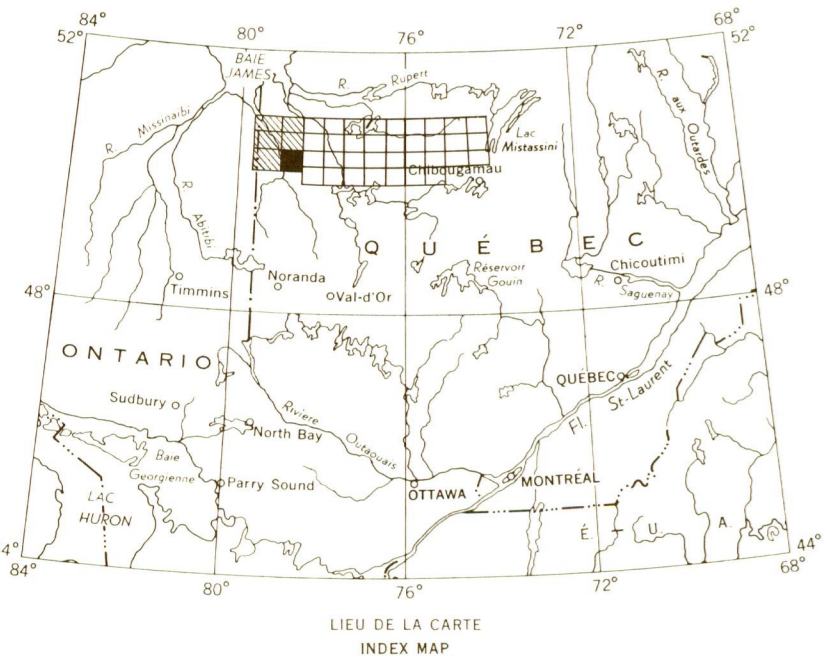 84°
80°
76°
72°
68°
52°
52°
BAIE
JAMES
R. Rupert
R. Missinaibi
R. aux Outardes
Lac
Mistassini
Chibougamau
R. Abitibi
QUÉBEC
Chicoutimi
Réservoir
Gouin
R. Saguenay
Noranda
Timmins
Val-d'Or
48°
48°
ONTARIO
QUÉBEC
Fl. St-Laurent
Sudbury
North Bay
Riviere Outaouais
Baie
Georgienne
Parry Sound
OTTAWA
MONTRÉAL
LAC
HURON
É. U. A.
4°
44°
84°
80°
76°
72°
68°
LIEU DE LA CARTE
INDEX MAP